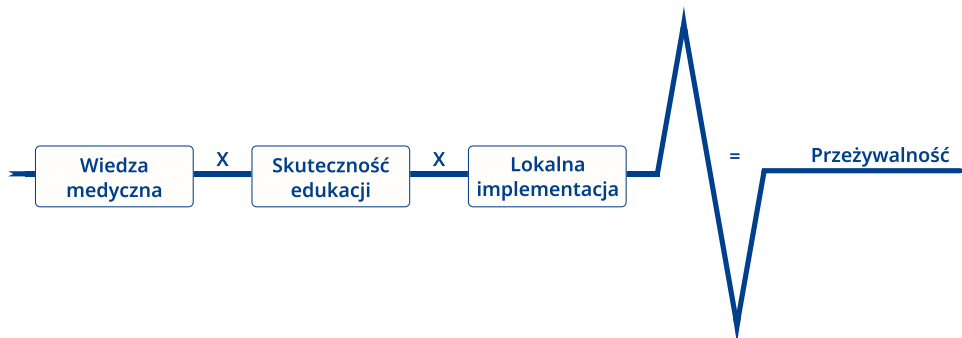 Wiedza
medyczna
X
Skuteczność
edukacji
X
Lokalna
implementacja
=
Przeżywalność